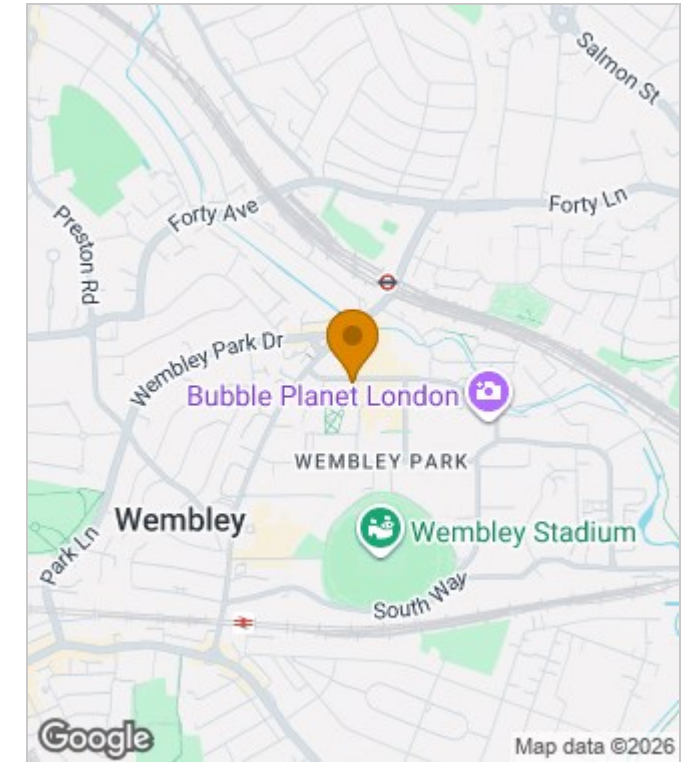 Salmon St
Forty Ave
Forty Ln
Preston Rd
Wembley Park Dr
Bubble Planet London
WEMBLEY PARK
Wembley
Wembley Stadium
Park Ln
South Way
Google
Map data ©2026